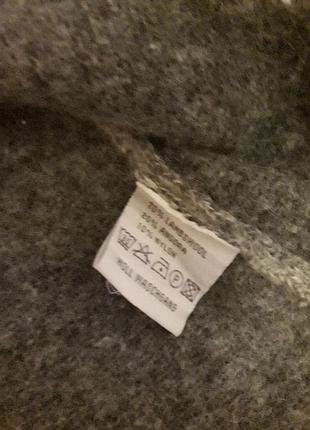 70% LAMBSWOOL
20% ANGORA
10% NYLON
WOLL WASCHGANG